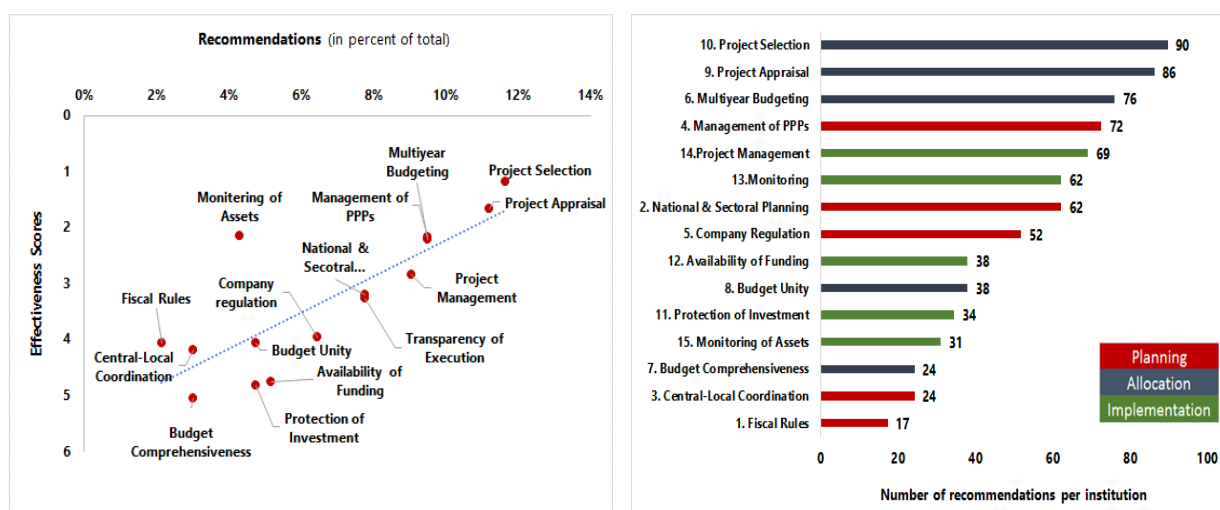 Recommendations (in percent of total)
0% 2% 4% 6% 8% 10% 12% 14%
0
1
2
3
4
5
6
Effectiveness Scores
Multiyear
Budgeting
Project Selection
Monitering of
Assets
Management of
PPPs
Project Appraisal
National &
Secotral...
Company
regulation
Project
Management
Fiscal Rules
Transparency of
Execution
Central-Local
Coordination
Budget Unity
Availability of
Funding
Protection of
Investment
Budget
Comprehensiveness
10. Project Selection 90
9. Project Appraisal 86
6. Multiyear Budgeting 76
4. Management of PPPs 72
14.Project Management 69
13.Monitoring 62
2. National & Sectoral Planning 62
5. Company Regulation 52
12. Availability of Funding 38
8. Budget Unity 38
11. Protection of Investment 34
15. Monitoring of Assets 31
7. Budget Comprehensiveness 24
3. Central-Local Coordination 24
1. Fiscal Rules 17
Planning
Allocation
Implementation
0 20 40 60 80 100
Number of recommendations per institution